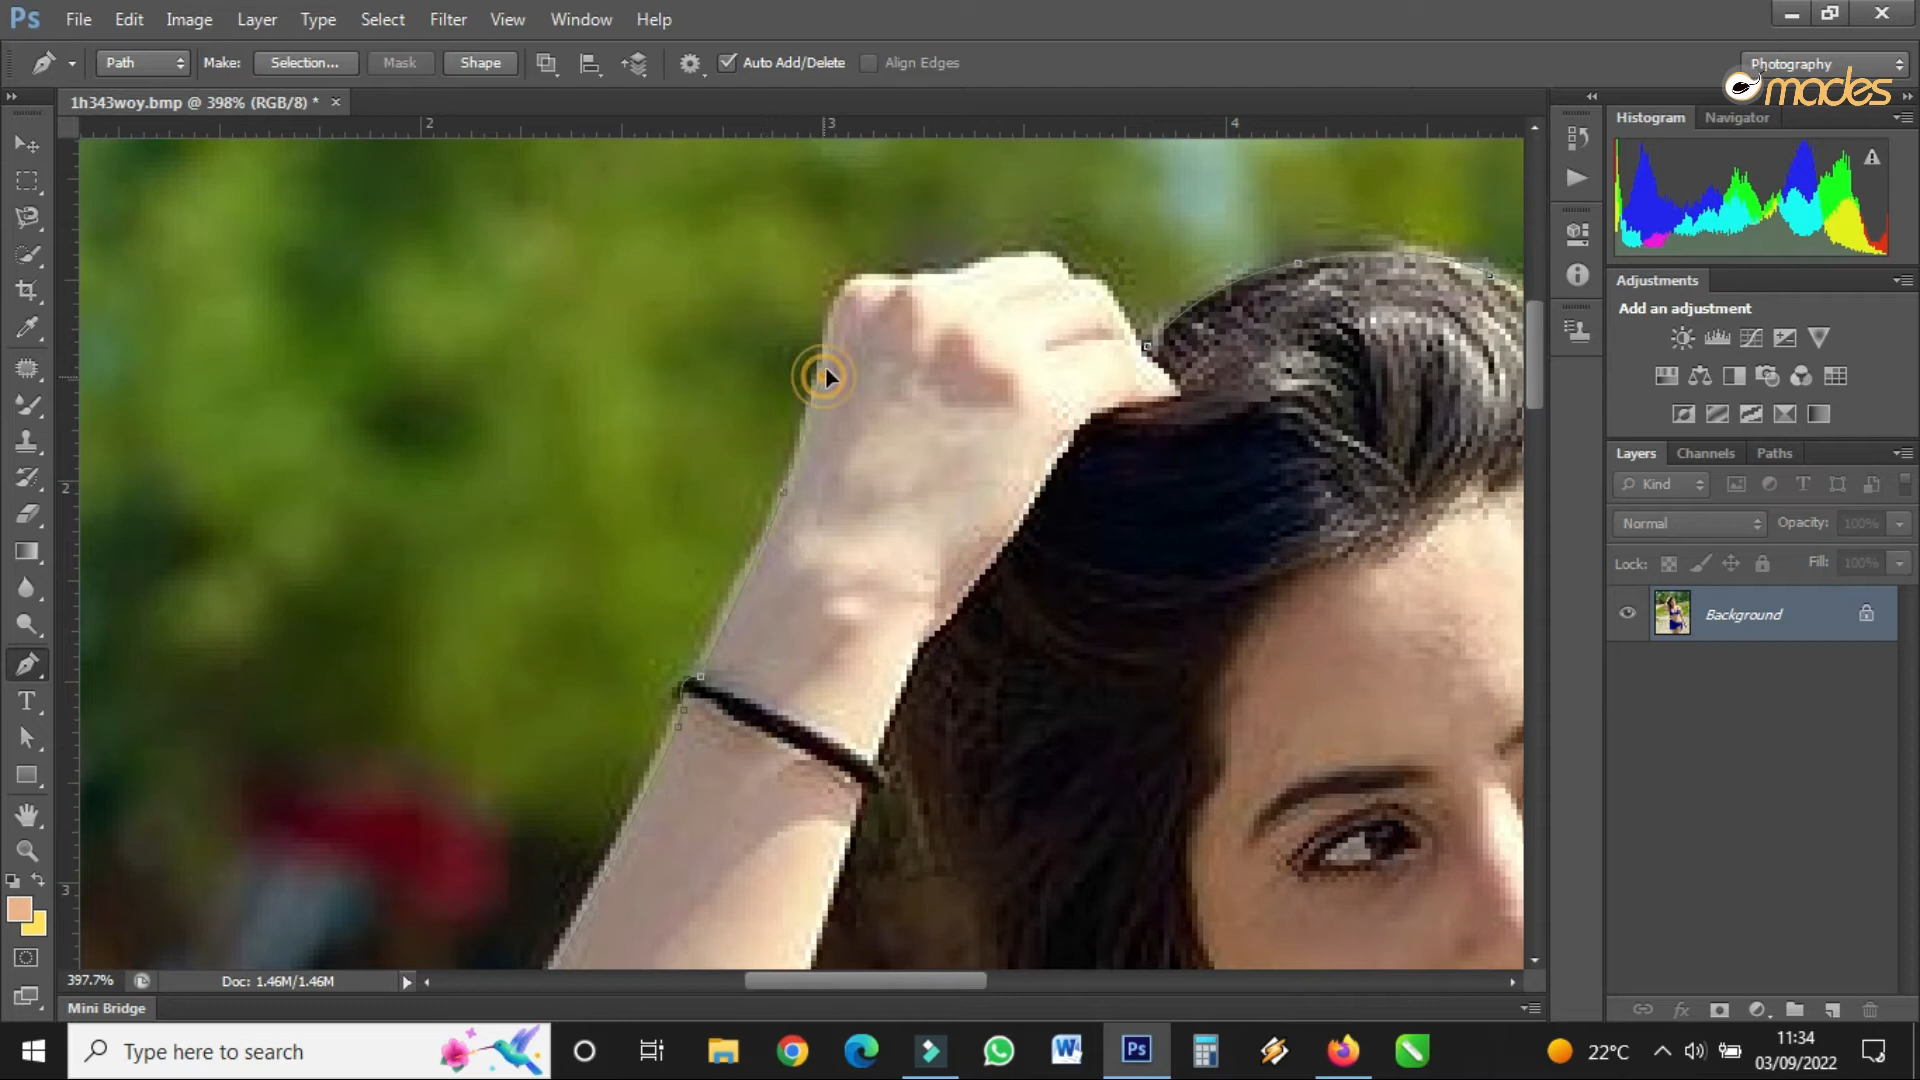 Ps File Edit Image Layer Type Select Filter View Window Help
Path Make: Selection... Mask Shape Auto Add/Delete Align Edges Photography
mades
1h343woy.bmp @ 398% (RGB/8) * ×
2 3 4
2
3
Histogram Navigator
Adjustments
Add an adjustment
Layers Channels Paths
Kind
Normal Opacity: 100%
Lock: Fill: 100%
Background
397.7% Doc: 1.46M/1.46M
Mini Bridge
Type here to search
22°C
11:34
03/09/2022